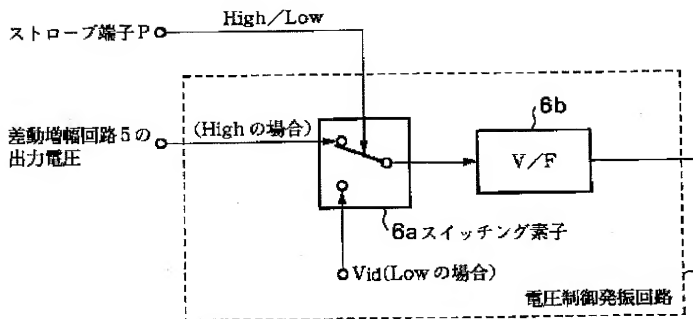 High/Low
ストローブ端子P
差動増幅回路5の
出力電圧
(Highの場合)
6b
V/F
6aスイッチング素子
Vid(Lowの場合)
電圧制御発振回路